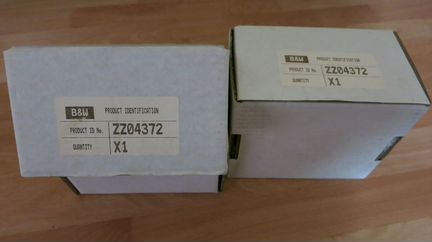 B&W PRODUCT IDENTIFICATION
PRODUCT ID No. ZZ04372
QUANTITY X1
B&W PRODUCT IDENTIFICATION
PRODUCT ID No. ZZ04372
QUANTITY X1